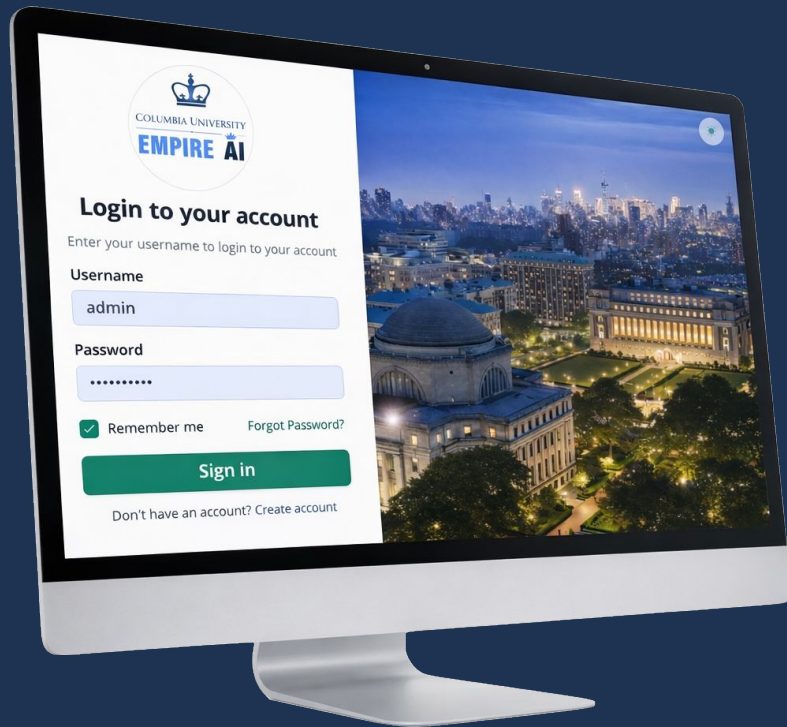 COLUMBIA UNIVERSITY
EMPIRE AI
Login to your account
Enter your username to login to your account
Username
admin
Password
••••••••••
Remember me Forgot Password?
Sign in
Don't have an account? Create account